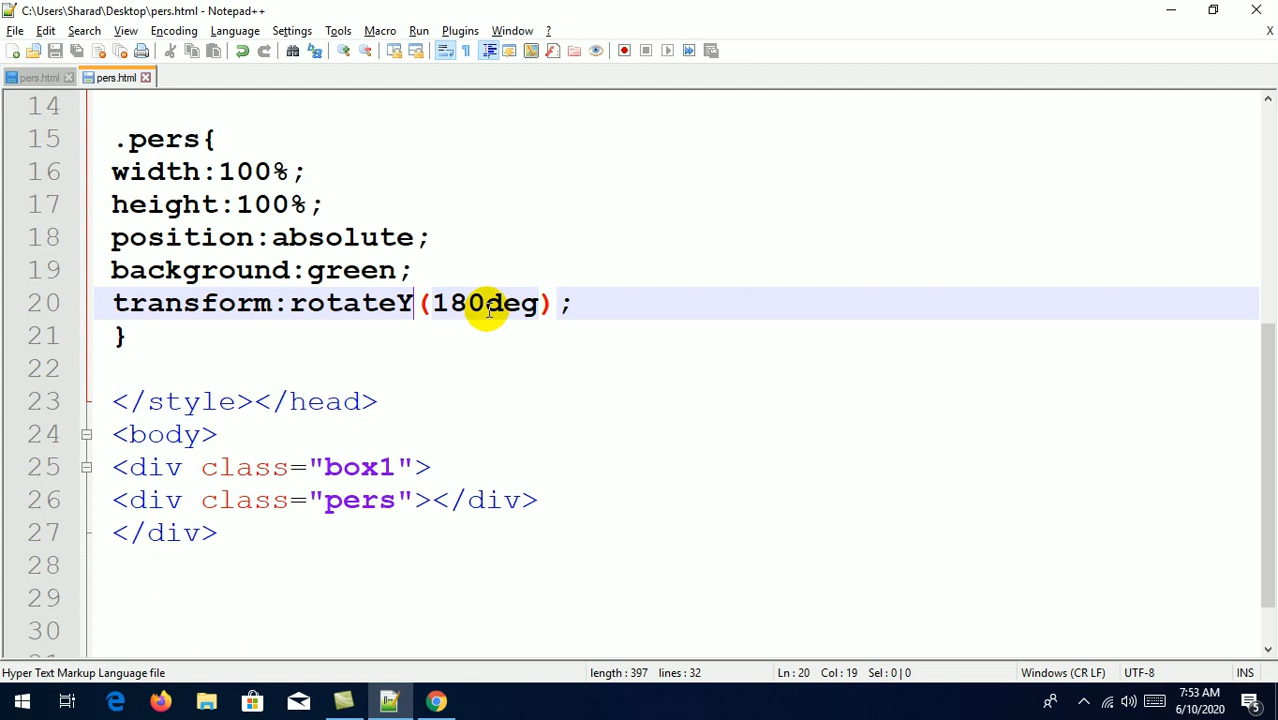 C:\Users\Sharad\Desktop\pers.html - Notepad++
File Edit Search View Encoding Language Settings Tools Macro Run Plugins Window ?
X
pers.html pers.html
14
15 .pers{
16 width:100%;
17 height:100%;
18 position:absolute;
19 background:green;
20 transform:rotateY(180deg);
21 }
22
23 </style></head>
24 <body>
25 <div class="box1">
26 <div class="pers"></div>
27 </div>
28
29
30
Hyper Text Markup Language file length : 397 lines : 32 Ln : 20 Col : 19 Sel : 0 | 0 Windows (CR LF) UTF-8 INS
7:53 AM
6/10/2020
5